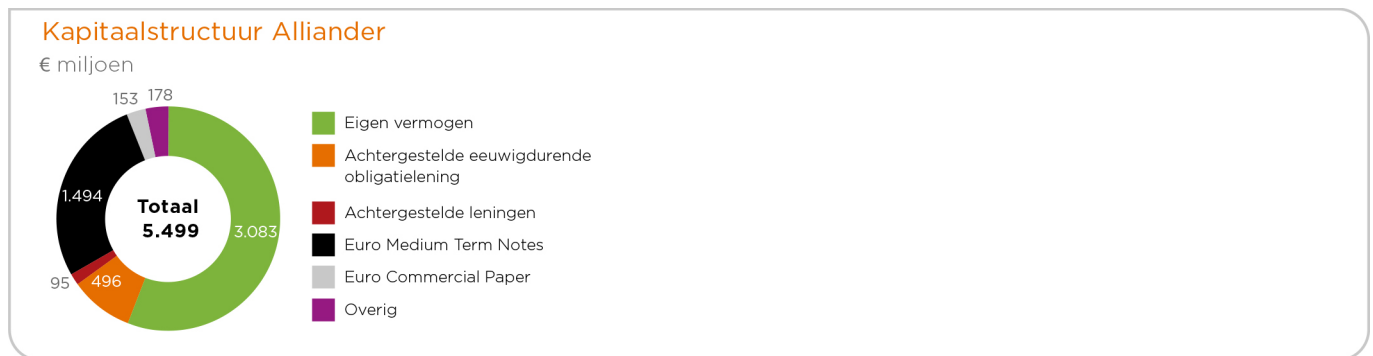 Kapitaalstructuur Alliander
€ miljoen
153
178
1.494
Totaal
5.499
3.083
95
496
Eigen vermogen
Achtergestelde eeuwigdurende
obligatielening
Achtergestelde leningen
Euro Medium Term Notes
Euro Commercial Paper
Overig